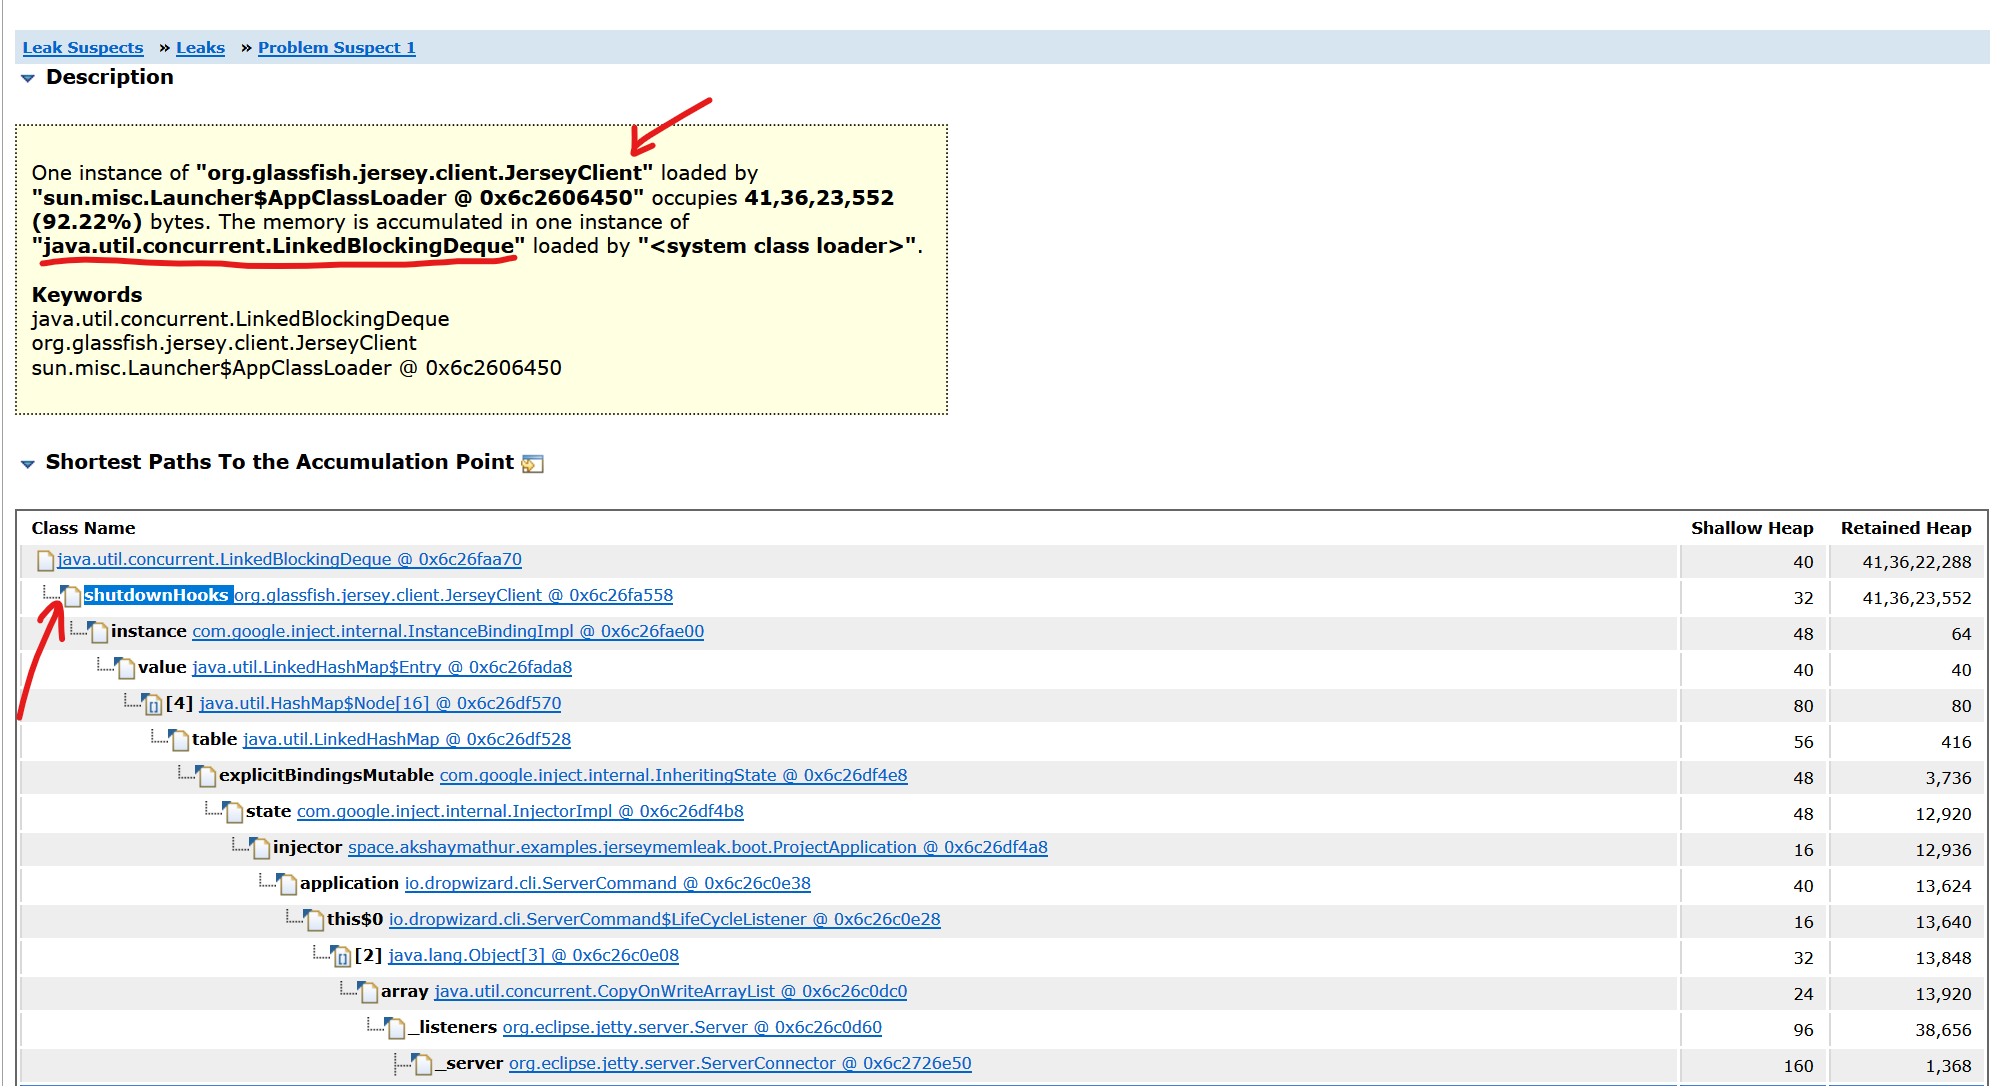 Leak Suspects » Leaks » Problem Suspect 1
Description
One instance of "org.glassfish.jersey.client.JerseyClient" loaded by
"sun.misc.Launcher$AppClassLoader @ 0x6c2606450" occupies 41,36,23,552
(92.22%) bytes. The memory is accumulated in one instance of
"java.util.concurrent.LinkedBlockingDeque" loaded by "<system class loader>".
Keywords
java.util.concurrent.LinkedBlockingDeque
org.glassfish.jersey.client.JerseyClient
sun.misc.Launcher$AppClassLoader @ 0x6c2606450
Shortest Paths To the Accumulation Point
Class Name Shallow Heap Retained Heap
java.util.concurrent.LinkedBlockingDeque @ 0x6c26faa70 40 41,36,22,288
shutdownHooks org.glassfish.jersey.client.JerseyClient @ 0x6c26fa558 32 41,36,23,552
instance com.google.inject.internal.InstanceBindingImpl @ 0x6c26fae00 48 64
value java.util.LinkedHashMap$Entry @ 0x6c26fada8 40 40
[4] java.util.HashMap$Node[16] @ 0x6c26df570 80 80
table java.util.LinkedHashMap @ 0x6c26df528 56 416
explicitBindingsMutable com.google.inject.internal.InheritingState @ 0x6c26df4e8 48 3,736
state com.google.inject.internal.InjectorImpl @ 0x6c26df4b8 48 12,920
injector space.akshaymathur.examples.jerseymemleak.boot.ProjectApplication @ 0x6c26df4a8 16 12,936
application io.dropwizard.cli.ServerCommand @ 0x6c26c0e38 40 13,624
this$0 io.dropwizard.cli.ServerCommand$LifeCycleListener @ 0x6c26c0e28 16 13,640
[2] java.lang.Object[3] @ 0x6c26c0e08 32 13,848
array java.util.concurrent.CopyOnWriteArrayList @ 0x6c26c0dc0 24 13,920
_listeners org.eclipse.jetty.server.Server @ 0x6c26c0d60 96 38,656
_server org.eclipse.jetty.server.ServerConnector @ 0x6c2726e50 160 1,368